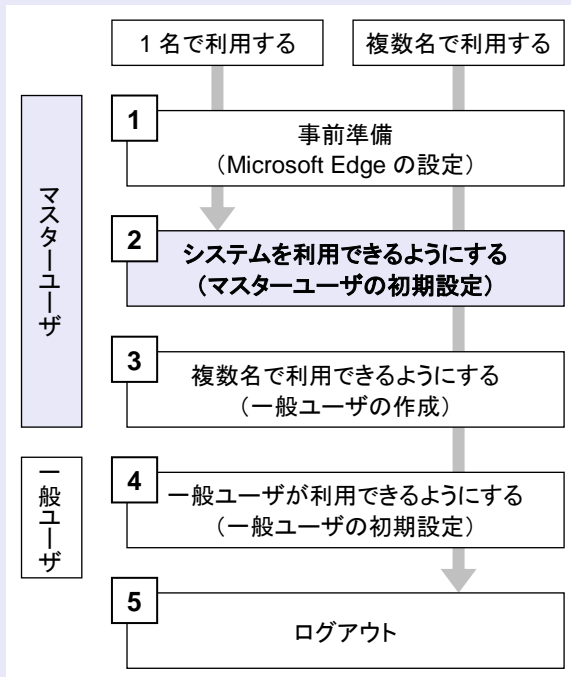 1 名で利用する
複数名で利用する
マスターユーザ
1
事前準備
（Microsoft Edge の設定）
2
システムを利用できるようにする
（マスターユーザの初期設定）
3
複数名で利用できるようにする
（一般ユーザの作成）
一般ユーザ
4
一般ユーザが利用できるようにする
（一般ユーザの初期設定）
5
ログアウト